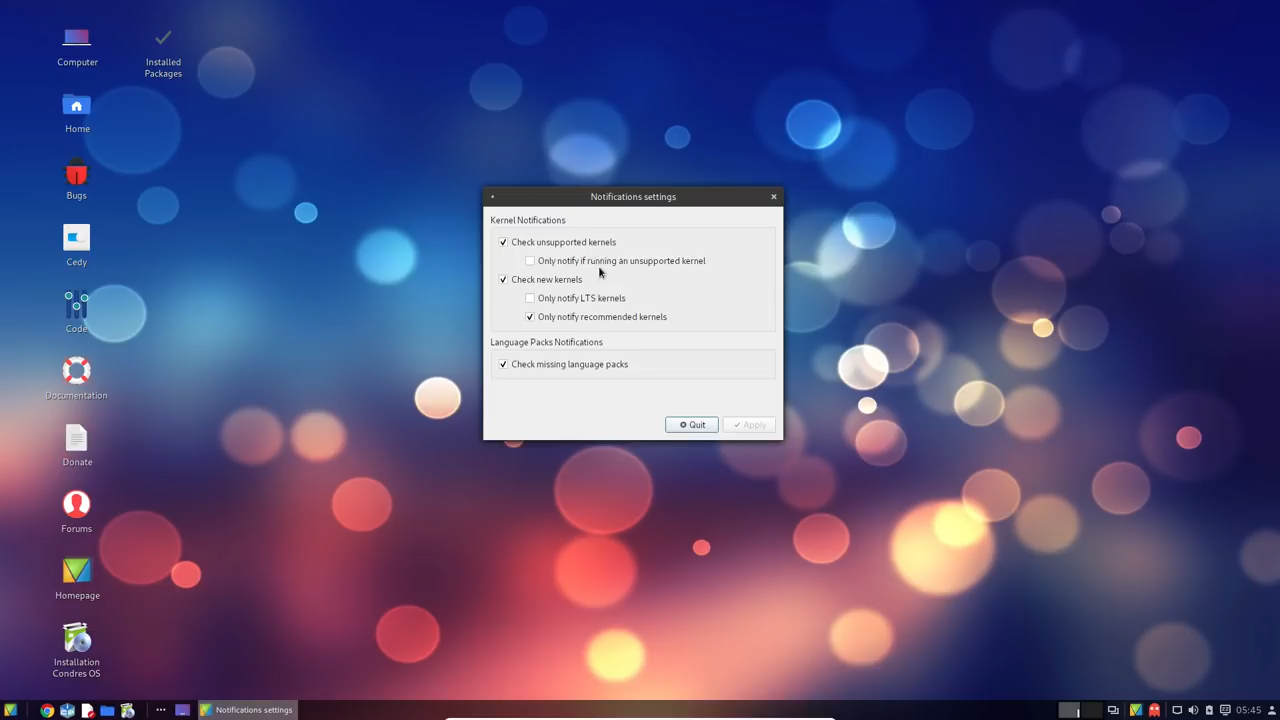 Computer
Installed
Packages
Home
Bugs
Cedy
Code
Documentation
Donate
Forums
Homepage
Installation
Condres OS
Notifications settings
Kernel Notifications
Check unsupported kernels
Only notify if running an unsupported kernel
Check new kernels
Only notify LTS kernels
Only notify recommended kernels
Language Packs Notifications
Check missing language packs
Quit
Apply
Notifications settings
05:45